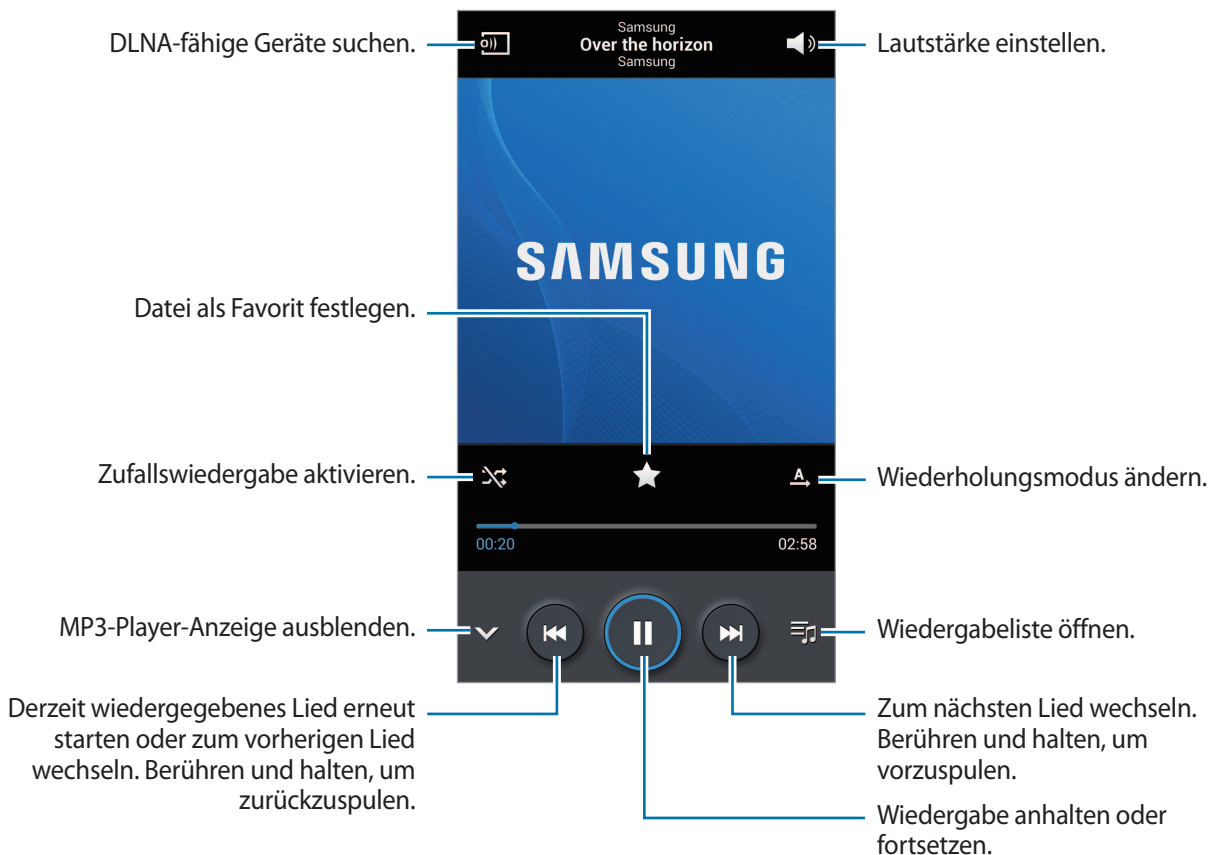 DLNA-fähige Geräte suchen.
Samsung
Over the horizon
Samsung
Lautstärke einstellen.
SAMSUNG
Datei als Favorit festlegen.
Zufallswiedergabe aktivieren.
A
Wiederholungsmodus ändern.
00:20
02:58
MP3-Player-Anzeige ausblenden.
Wiedergabeliste öffnen.
Derzeit wiedergegebenes Lied erneut
starten oder zum vorherigen Lied
wechseln. Berühren und halten, um
zurückzuspulen.
Zum nächsten Lied wechseln.
Berühren und halten, um
vorzuspulen.
Wiedergabe anhalten oder
fortsetzen.